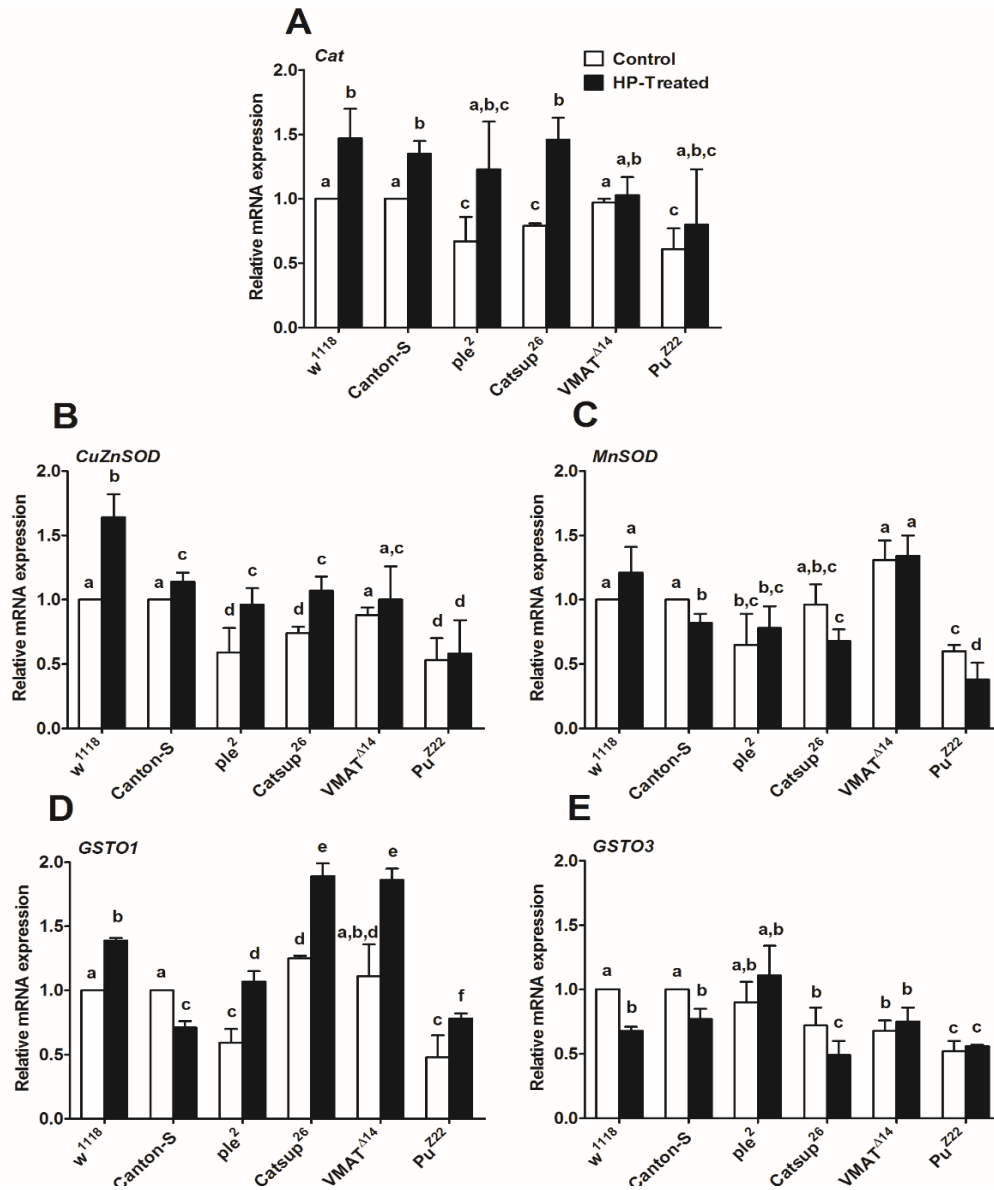 A
Cat
Control
HP-Treated
Relative mRNA expression
2.0
1.5
1.0
0.5
0.0
a b a b c a,b,c c b a a,b c a,b,c
w1118 Canton-S ple2 Catsup26 VMATΔ14 PuZ22
B
CuZnSOD
Relative mRNA expression
2.0
1.5
1.0
0.5
0.0
a b a c d c d c a a,c d d
w1118 Canton-S ple2 Catsup26 VMATΔ14 PuZ22
C
MnSOD
Relative mRNA expression
2.0
1.5
1.0
0.5
0.0
a a a b b,c b,c a,b,c c a a c d
w1118 Canton-S ple2 Catsup26 VMATΔ14 PuZ22
D
GSTO1
Relative mRNA expression
2.0
1.5
1.0
0.5
0.0
a b a c c d d e a,b,d e c f
w1118 Canton-S ple2 Catsup26 VMATΔ14 PuZ22
E
GSTO3
Relative mRNA expression
2.0
1.5
1.0
0.5
0.0
a b a b a,b a,b b c b b c c
w1118 Canton-S ple2 Catsup26 VMATΔ14 PuZ22